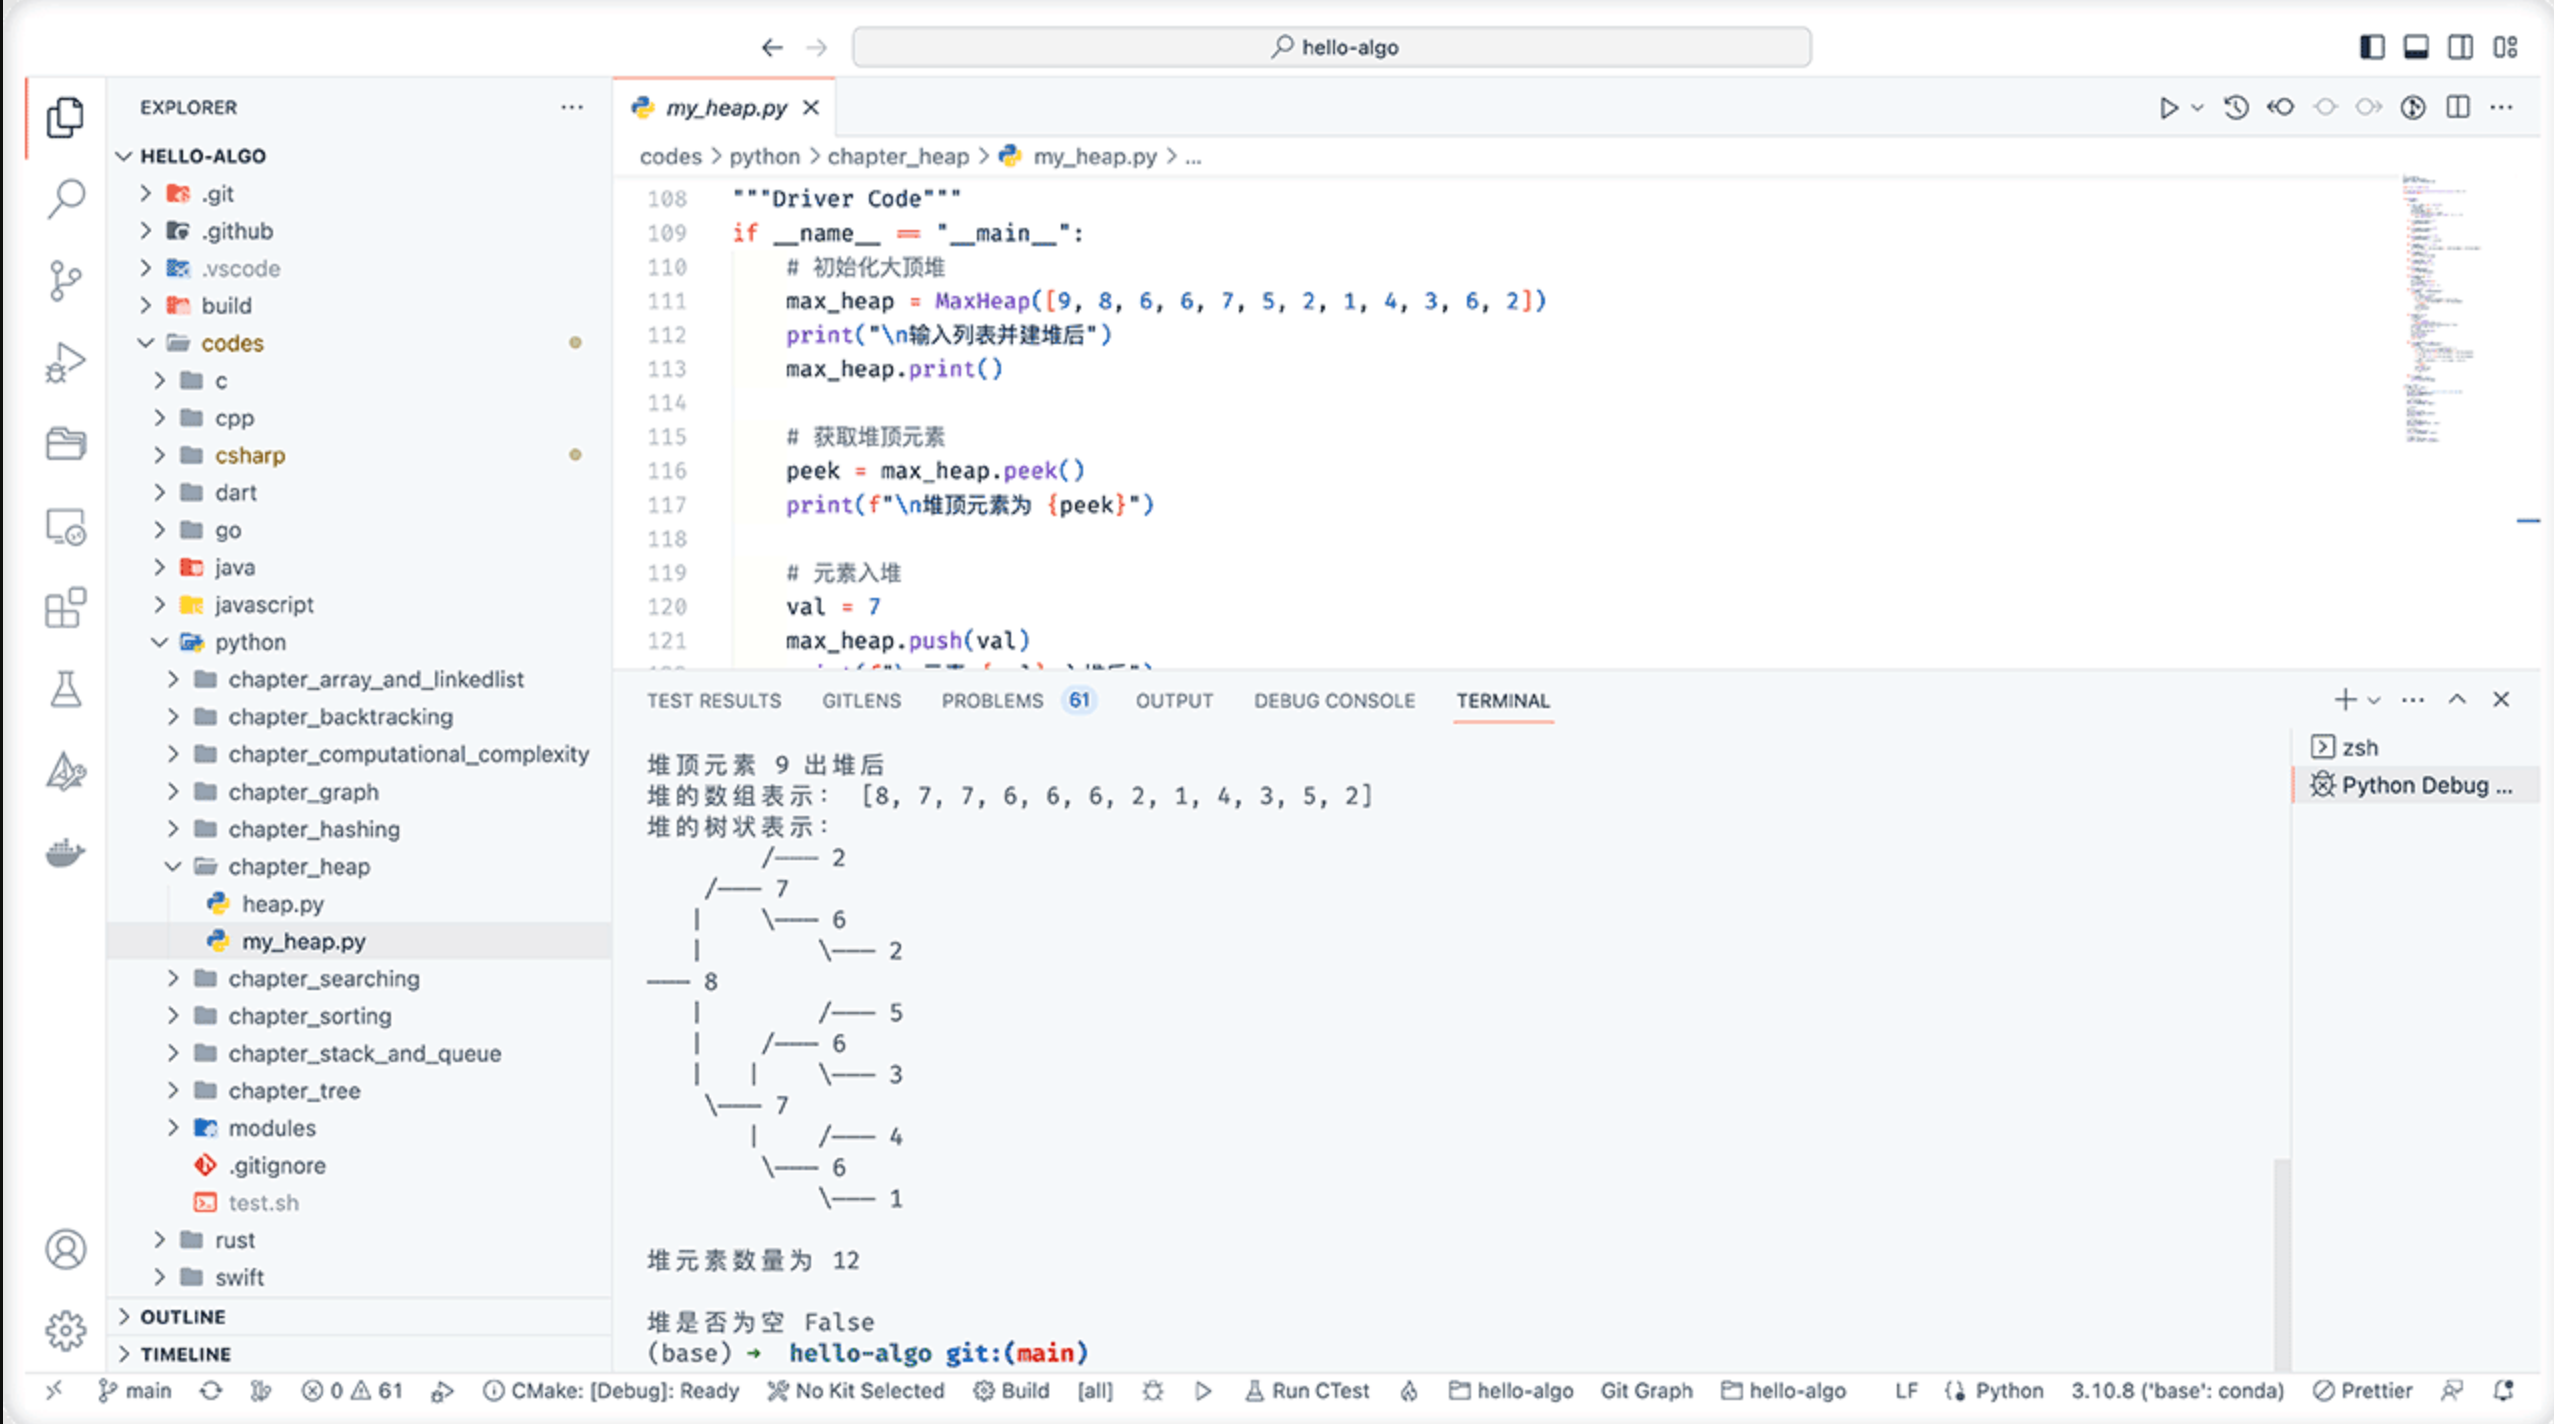 hello-algo
EXPLORER
HELLO-ALGO
.git
.github
.vscode
build
codes
c
cpp
csharp
dart
go
java
javascript
python
chapter_array_and_linkedlist
chapter_backtracking
chapter_computational_complexity
chapter_graph
chapter_hashing
chapter_heap
heap.py
my_heap.py
chapter_searching
chapter_sorting
chapter_stack_and_queue
chapter_tree
modules
.gitignore
test.sh
rust
swift
OUTLINE
TIMELINE
my_heap.py
codes > python > chapter_heap > my_heap.py > ...
108 """Driver Code"""
109 if __name__ == "__main__":
110 # 初始化大顶堆
111 max_heap = MaxHeap([9, 8, 6, 6, 7, 5, 2, 1, 4, 3, 6, 2])
112 print("\n输入列表并建堆后")
113 max_heap.print()
114
115 # 获取堆顶元素
116 peek = max_heap.peek()
117 print(f"\n堆顶元素为 {peek}")
118
119 # 元素入堆
120 val = 7
121 max_heap.push(val)
TEST RESULTS GITLENS PROBLEMS 61 OUTPUT DEBUG CONSOLE TERMINAL
堆顶元素 9 出堆后
堆的数组表示： [8, 7, 7, 6, 6, 6, 2, 1, 4, 3, 5, 2]
堆的树状表示：
/——— 2
/——— 7
| \——— 6
| \——— 2
——— 8
| /——— 5
| /——— 6
| | \——— 3
\——— 7
| /——— 4
\——— 6
\——— 1
堆元素数量为 12
堆是否为空 False
(base) → hello-algo git:(main)
zsh
Python Debug ...
main 0 61 CMake: [Debug]: Ready No Kit Selected Build [all] Run CTest hello-algo Git Graph hello-algo LF Python 3.10.8 ('base': conda) Prettier